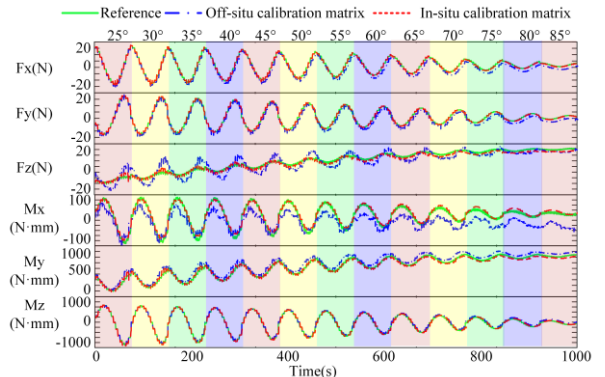 Reference Off-situ calibration matrix In-situ calibration matrix
25° 30° 35° 40° 45° 50° 55° 60° 65° 70° 75° 80° 85°
20
Fx(N) 0
-20
20
Fy(N) 0
-20
20
Fz(N) 0
20
100
Mx 0
(N·mm)
-100
1000
My
(N·mm) 0
1000
Mz 0
(N·mm)
-1000
0 200 400 600 800 1000
Time(s)